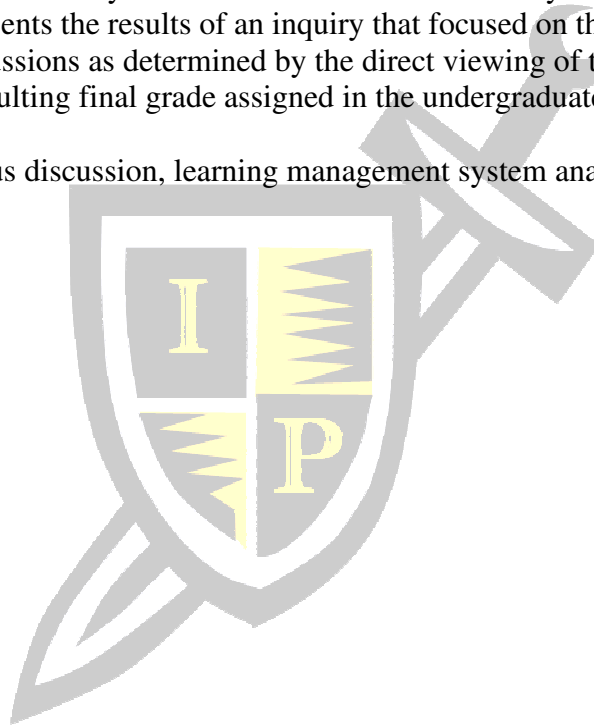 ents the results of an inquiry that focused on th
ussions as determined by the direct viewing of t
ulting final grade assigned in the undergraduate
us discussion, learning management system ana
I
P